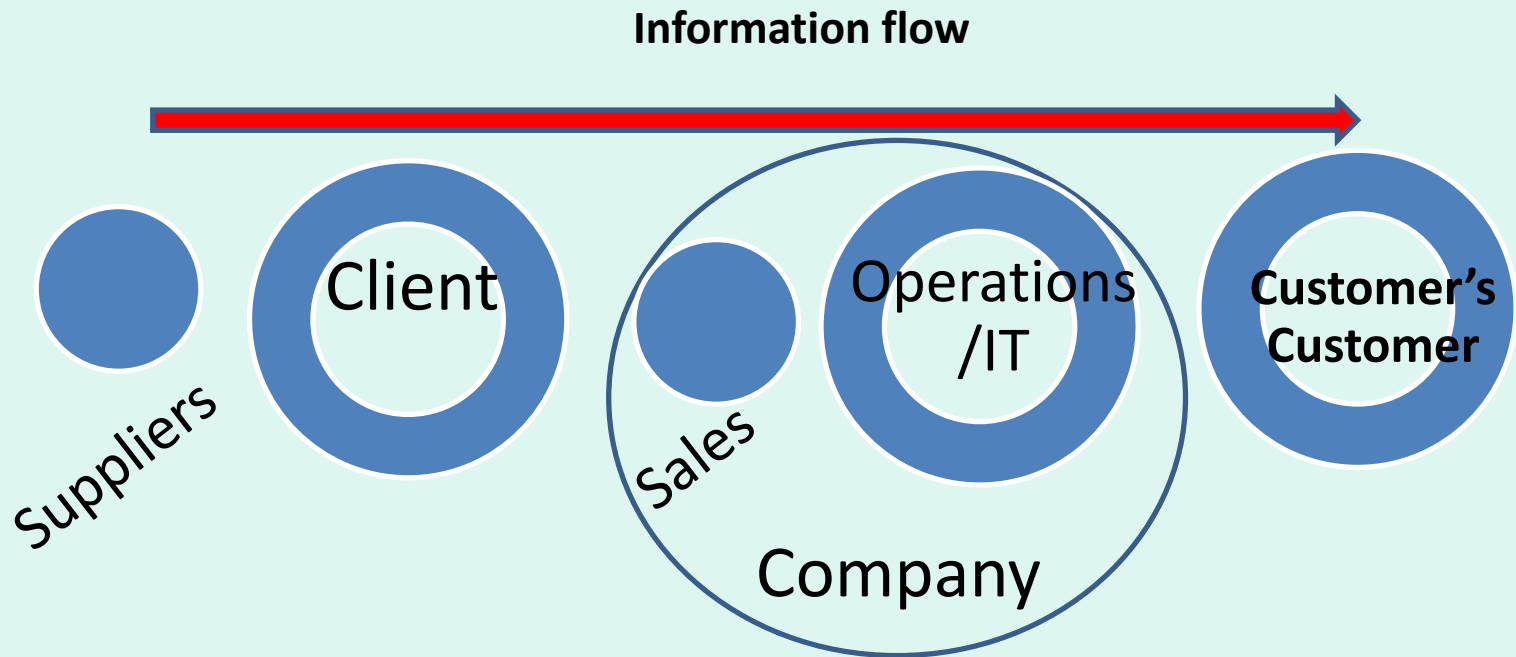 Information flow
Suppliers
Client
Sales
Operations
/IT
Company
Customer’s
Customer